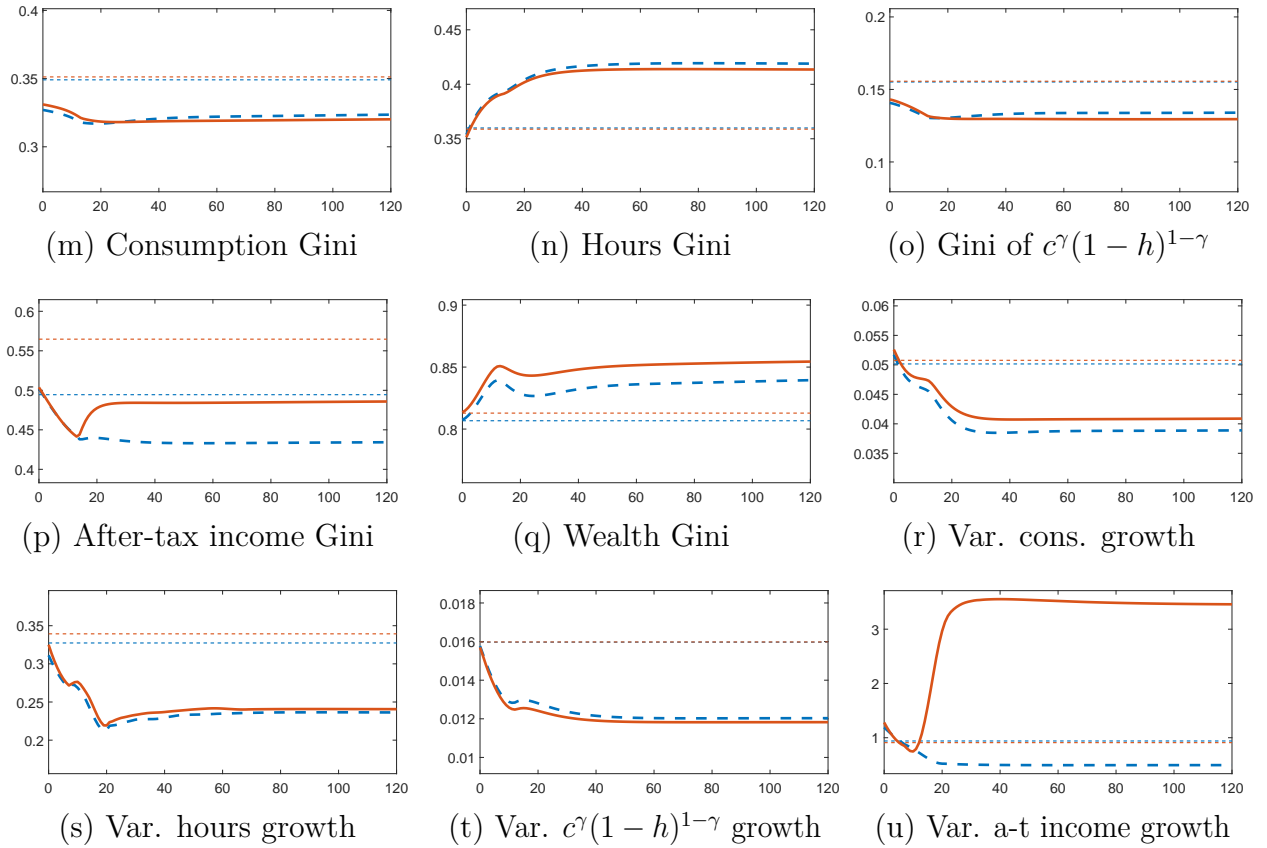 0.4
0.35
0.3
0 20 40 60 80 100 120
(m) Consumption Gini
0.45
0.4
0.35
0 20 40 60 80 100 120
(n) Hours Gini
0.2
0.15
0.1
0 20 40 60 80 100 120
(o) Gini of c^γ(1 − h)^{1−γ}
0.6
0.55
0.5
0.45
0.4
0 20 40 60 80 100 120
(p) After-tax income Gini
0.9
0.85
0.8
0 20 40 60 80 100 120
(q) Wealth Gini
0.06
0.055
0.05
0.045
0.04
0.035
0 20 40 60 80 100 120
(r) Var. cons. growth
0.35
0.3
0.25
0.2
0 20 40 60 80 100 120
(s) Var. hours growth
0.018
0.016
0.014
0.012
0.01
0 20 40 60 80 100 120
(t) Var. c^γ(1 − h)^{1−γ} growth
3
2
1
0 20 40 60 80 100 120
(u) Var. a-t income growth